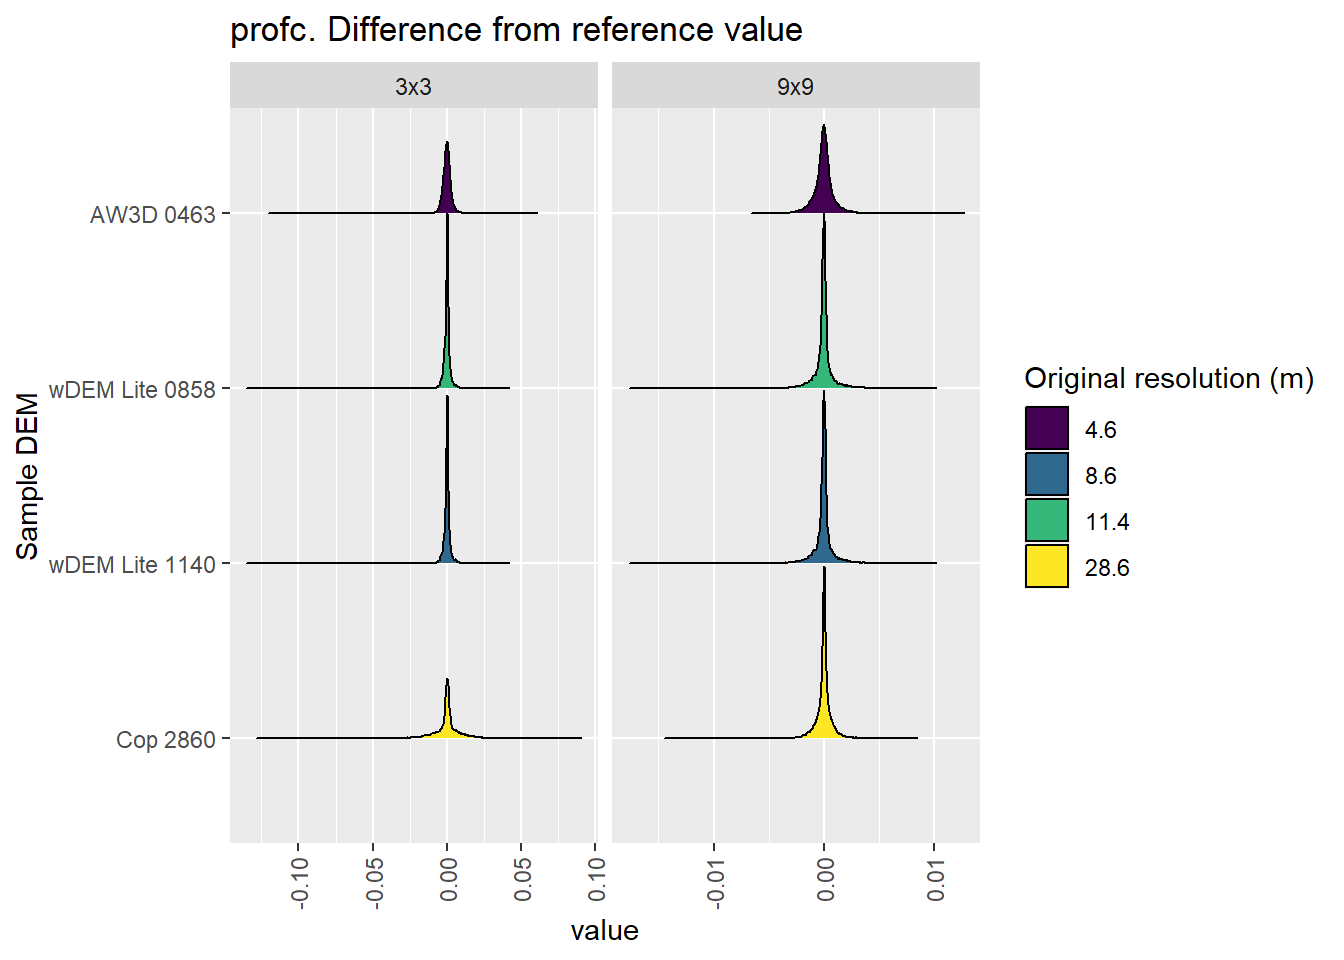 profc. Difference from reference value
3x3
9x9
AW3D 0463
wDEM Lite 0858
wDEM Lite 1140
Cop 2860
Sample DEM
-0.10
-0.05
0.00
0.05
0.10
-0.01
0.00
0.01
value
Original resolution (m)
4.6
8.6
11.4
28.6